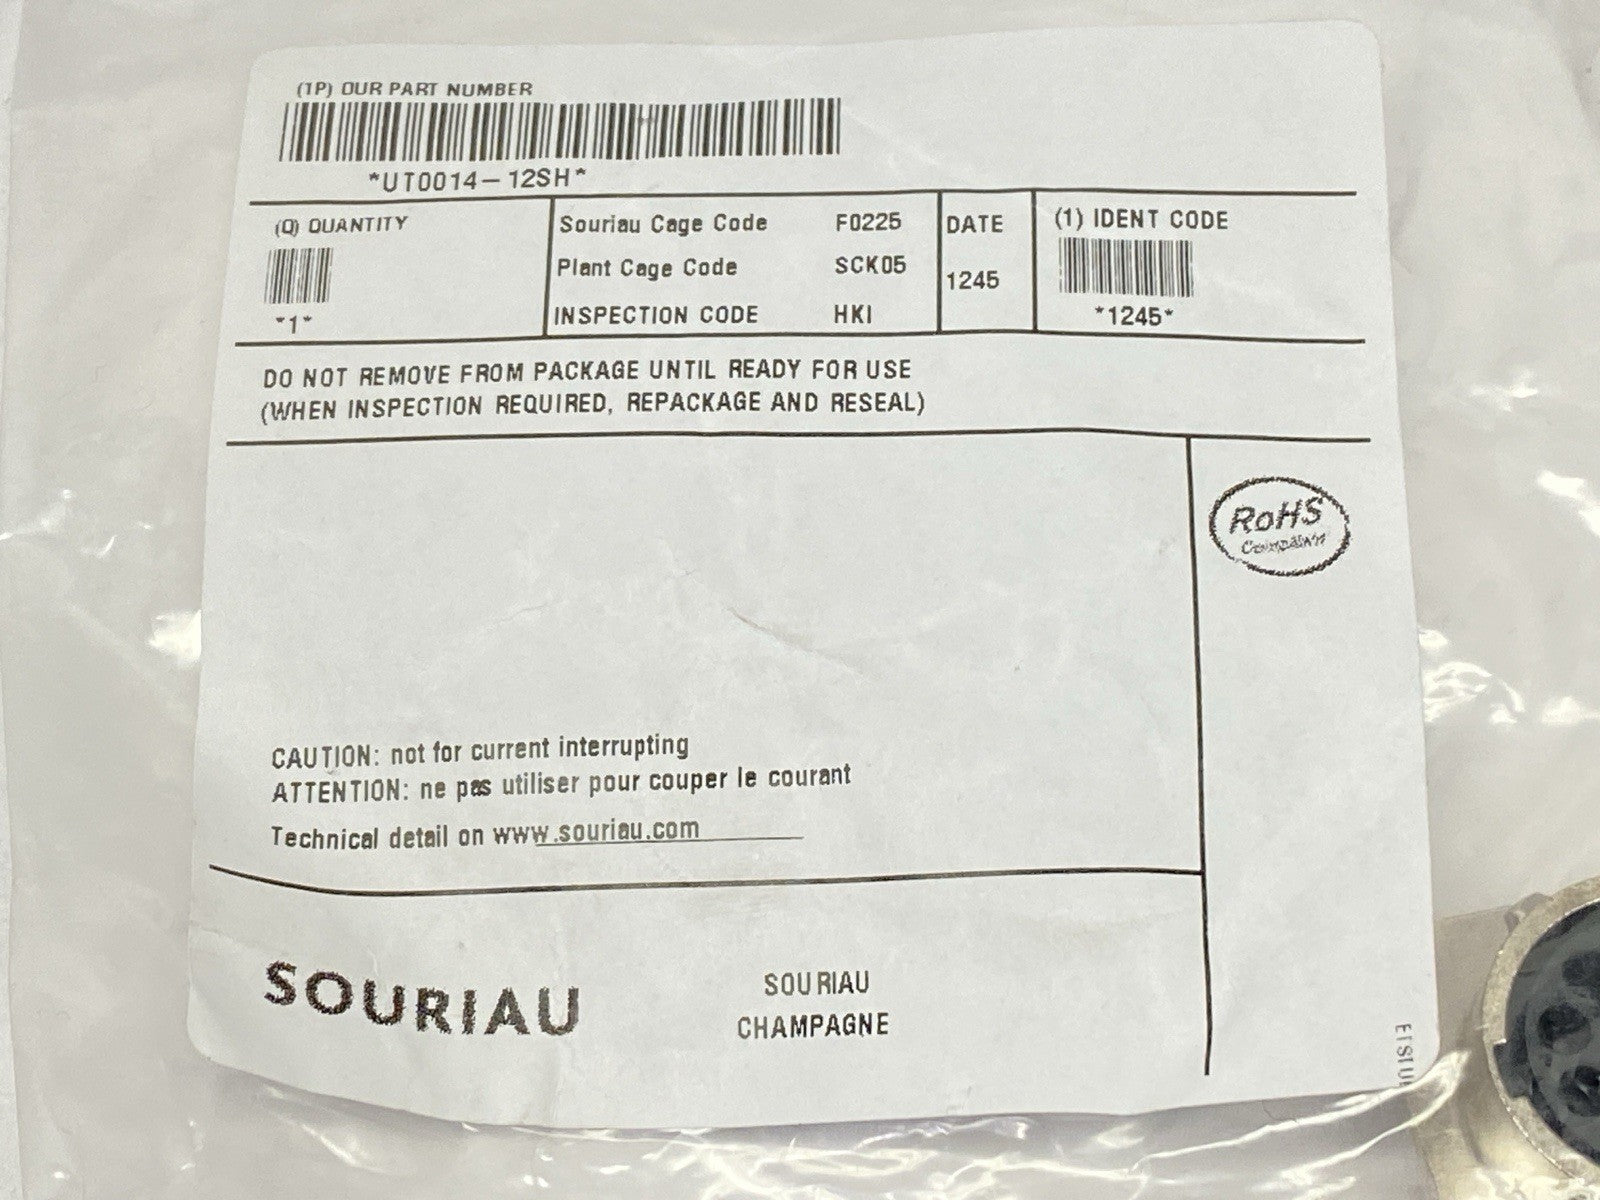 (1P) OUR PART NUMBER
*UT0014-12SH*
(Q) QUANTITY
*1*
Souriau Cage Code F0225
Plant Cage Code SCK05
INSPECTION CODE HKI
DATE
1245
(1) IDENT CODE
*1245*
DO NOT REMOVE FROM PACKAGE UNTIL READY FOR USE
(WHEN INSPECTION REQUIRED, REPACKAGE AND RESEAL)
RoHS
CAUTION: not for current interrupting
ATTENTION: ne pas utiliser pour couper le courant
Technical detail on www.souriau.com
SOURIAU
SOURIAU
CHAMPAGNE